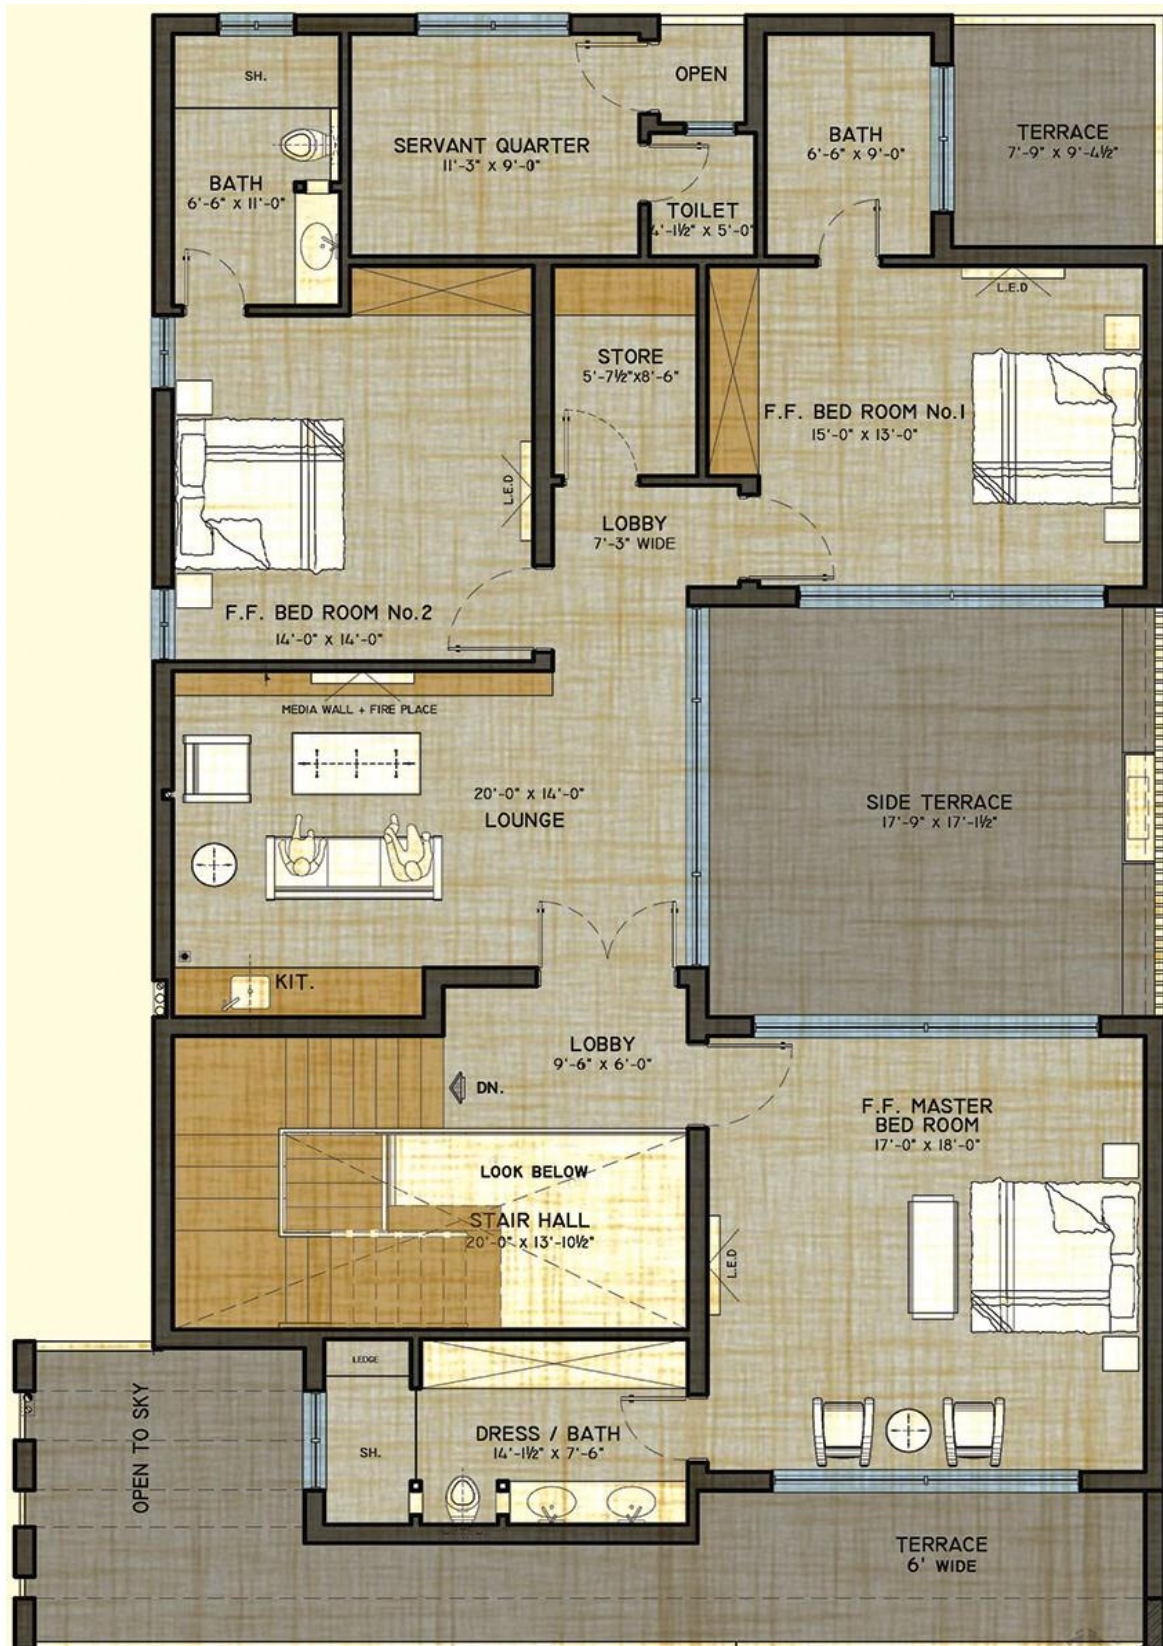 SH.
OPEN
SERVANT QUARTER
11'-3" X 9'-0"
BATH
6'-6" X 9'-0"
TERRACE
7'-9" X 9'-4½"
BATH
6'-6" X 11'-0"
TOILET
4'-1½" X 5'-0"
L.E.D
STORE
5'-7½"X8'-6"
F.F. BED ROOM No.1
15'-0" X 13'-0"
L.E.D
LOBBY
7'-3" WIDE
F.F. BED ROOM No.2
14'-0" X 14'-0"
MEDIA WALL + FIRE PLACE
20'-0" X 14'-0"
LOUNGE
SIDE TERRACE
17'-9" X 17'-1½"
KIT.
LOBBY
9'-6" X 6'-0"
DN.
F.F. MASTER
BED ROOM
17'-0" X 18'-0"
LOOK BELOW
STAIR HALL
20'-0" X 13'-10½"
L.E.D
LEDGE
OPEN TO SKY
SH.
DRESS / BATH
14'-1½" X 7'-6"
TERRACE
6' WIDE